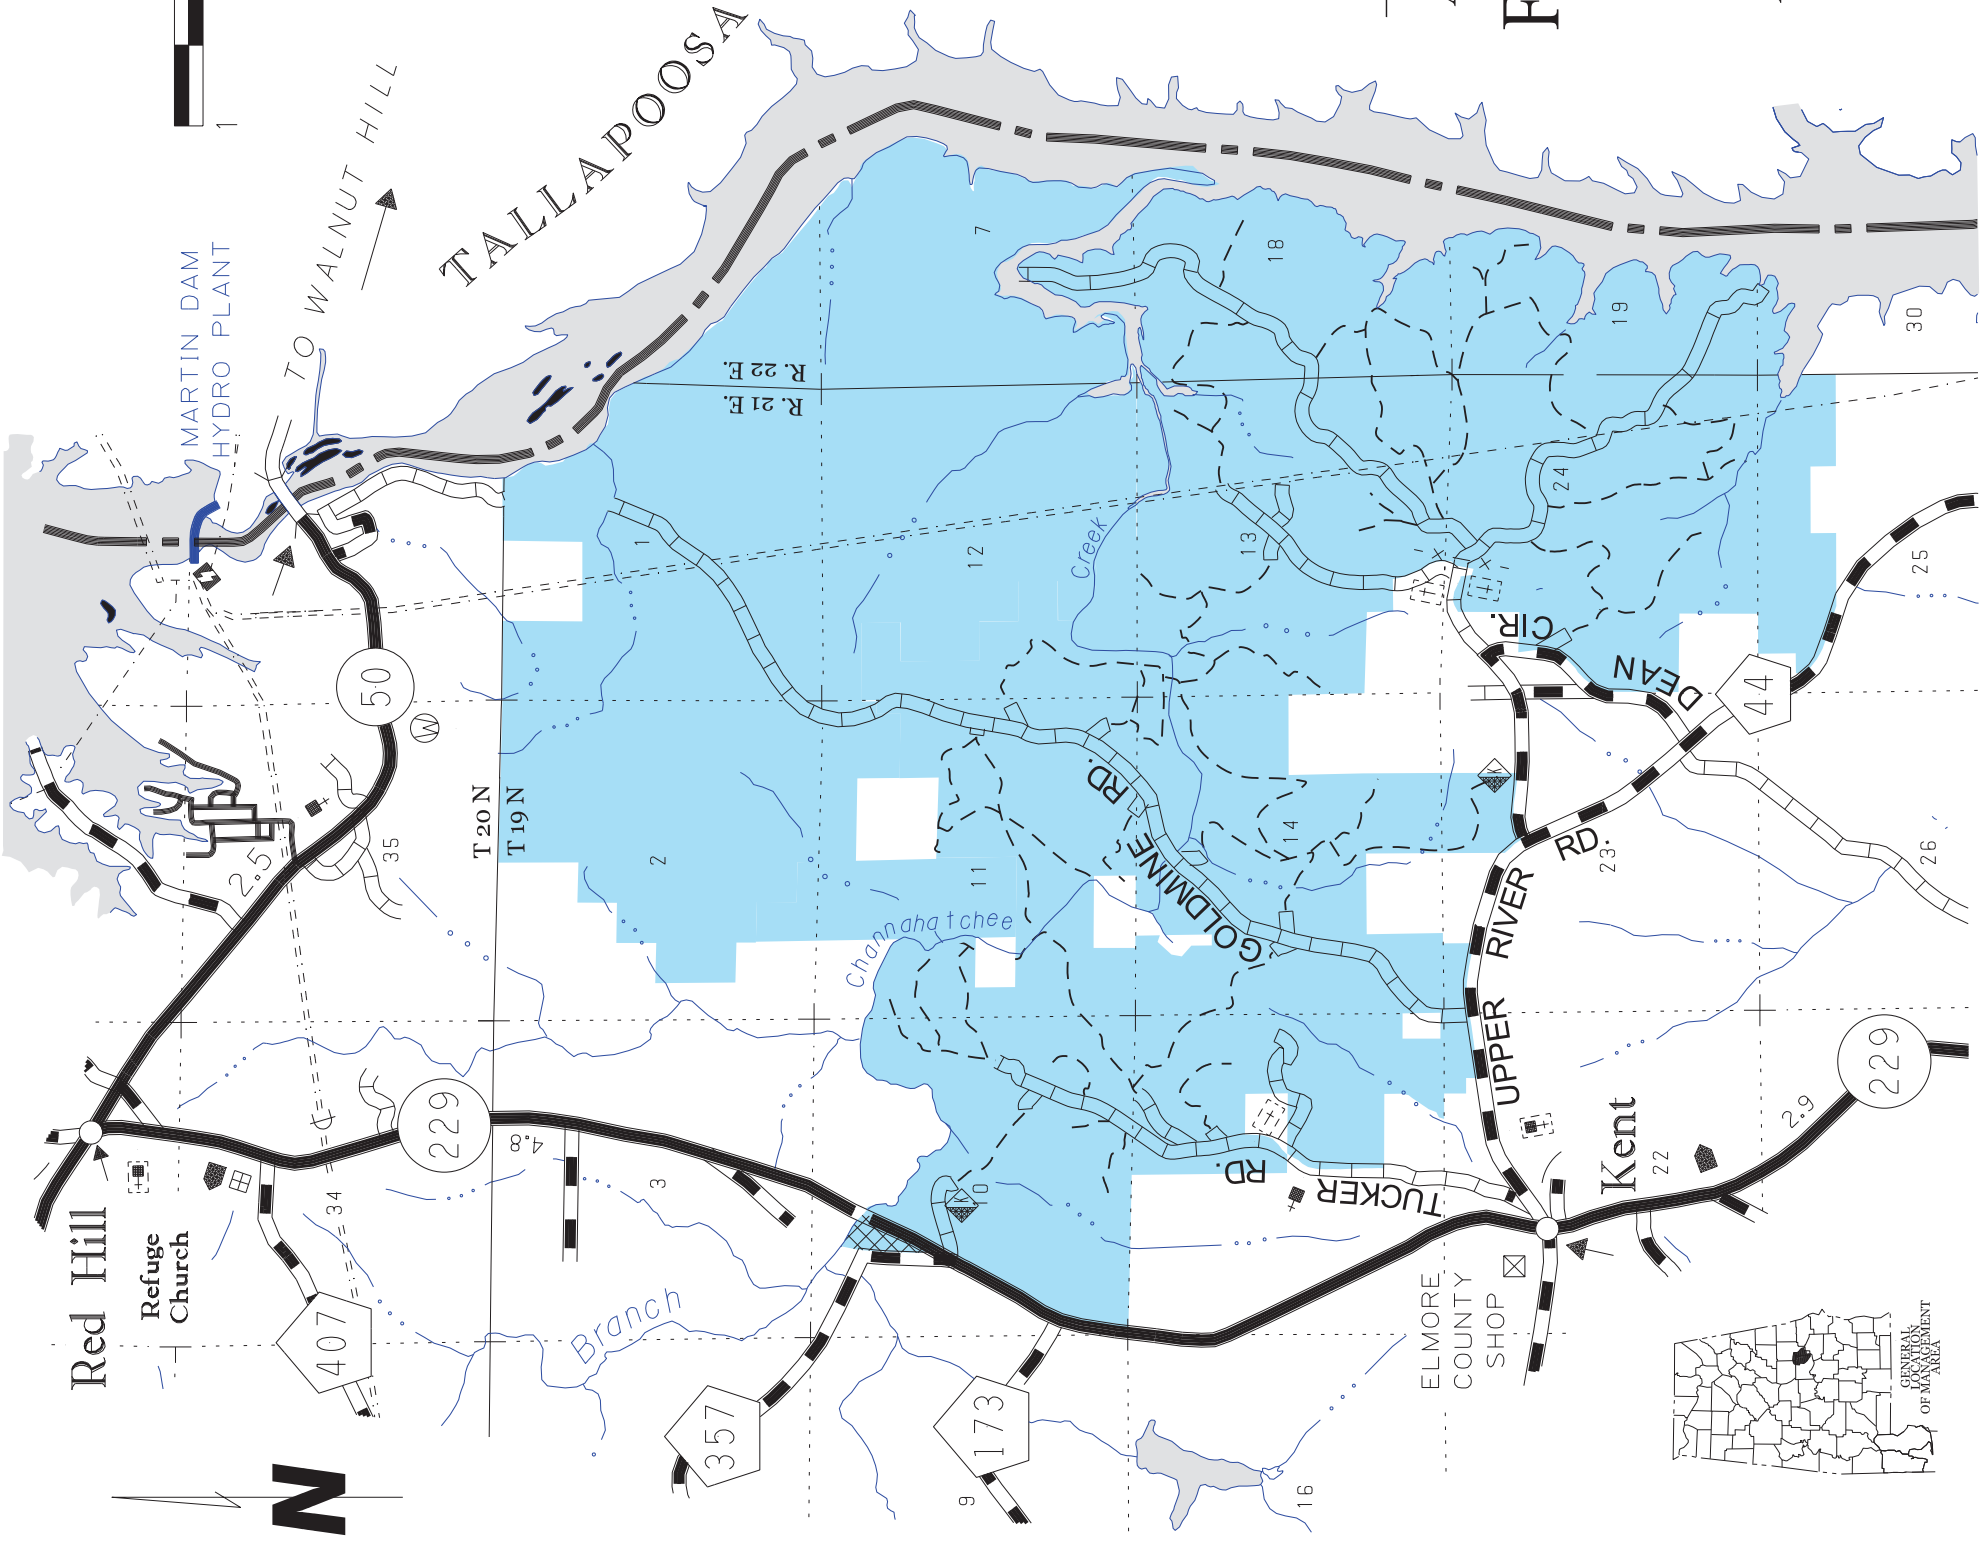 1
MARTIN DAM
HYDRO PLANT
TO WALNUT HILL
TALLAPOOSA
R. 22 E.
R. 21 E.
T 20 N
T 19 N
50
W
2.5
35
34
229
4.8
Red Hill
Refuge
Church
407
357
173
Branch
Channahatchee
Creek
1
2
3
7
9
10
11
12
13
14
16
18
19
22
23
24
25
26
30
K
K
GOLDMINE RD.
TUCKER RD.
UPPER RIVER RD.
DEAN CIR.
44
Kent
229
2.9
ELMORE
COUNTY
SHOP
GENERAL
LOCATION
OF MANAGEMENT
AREA
N